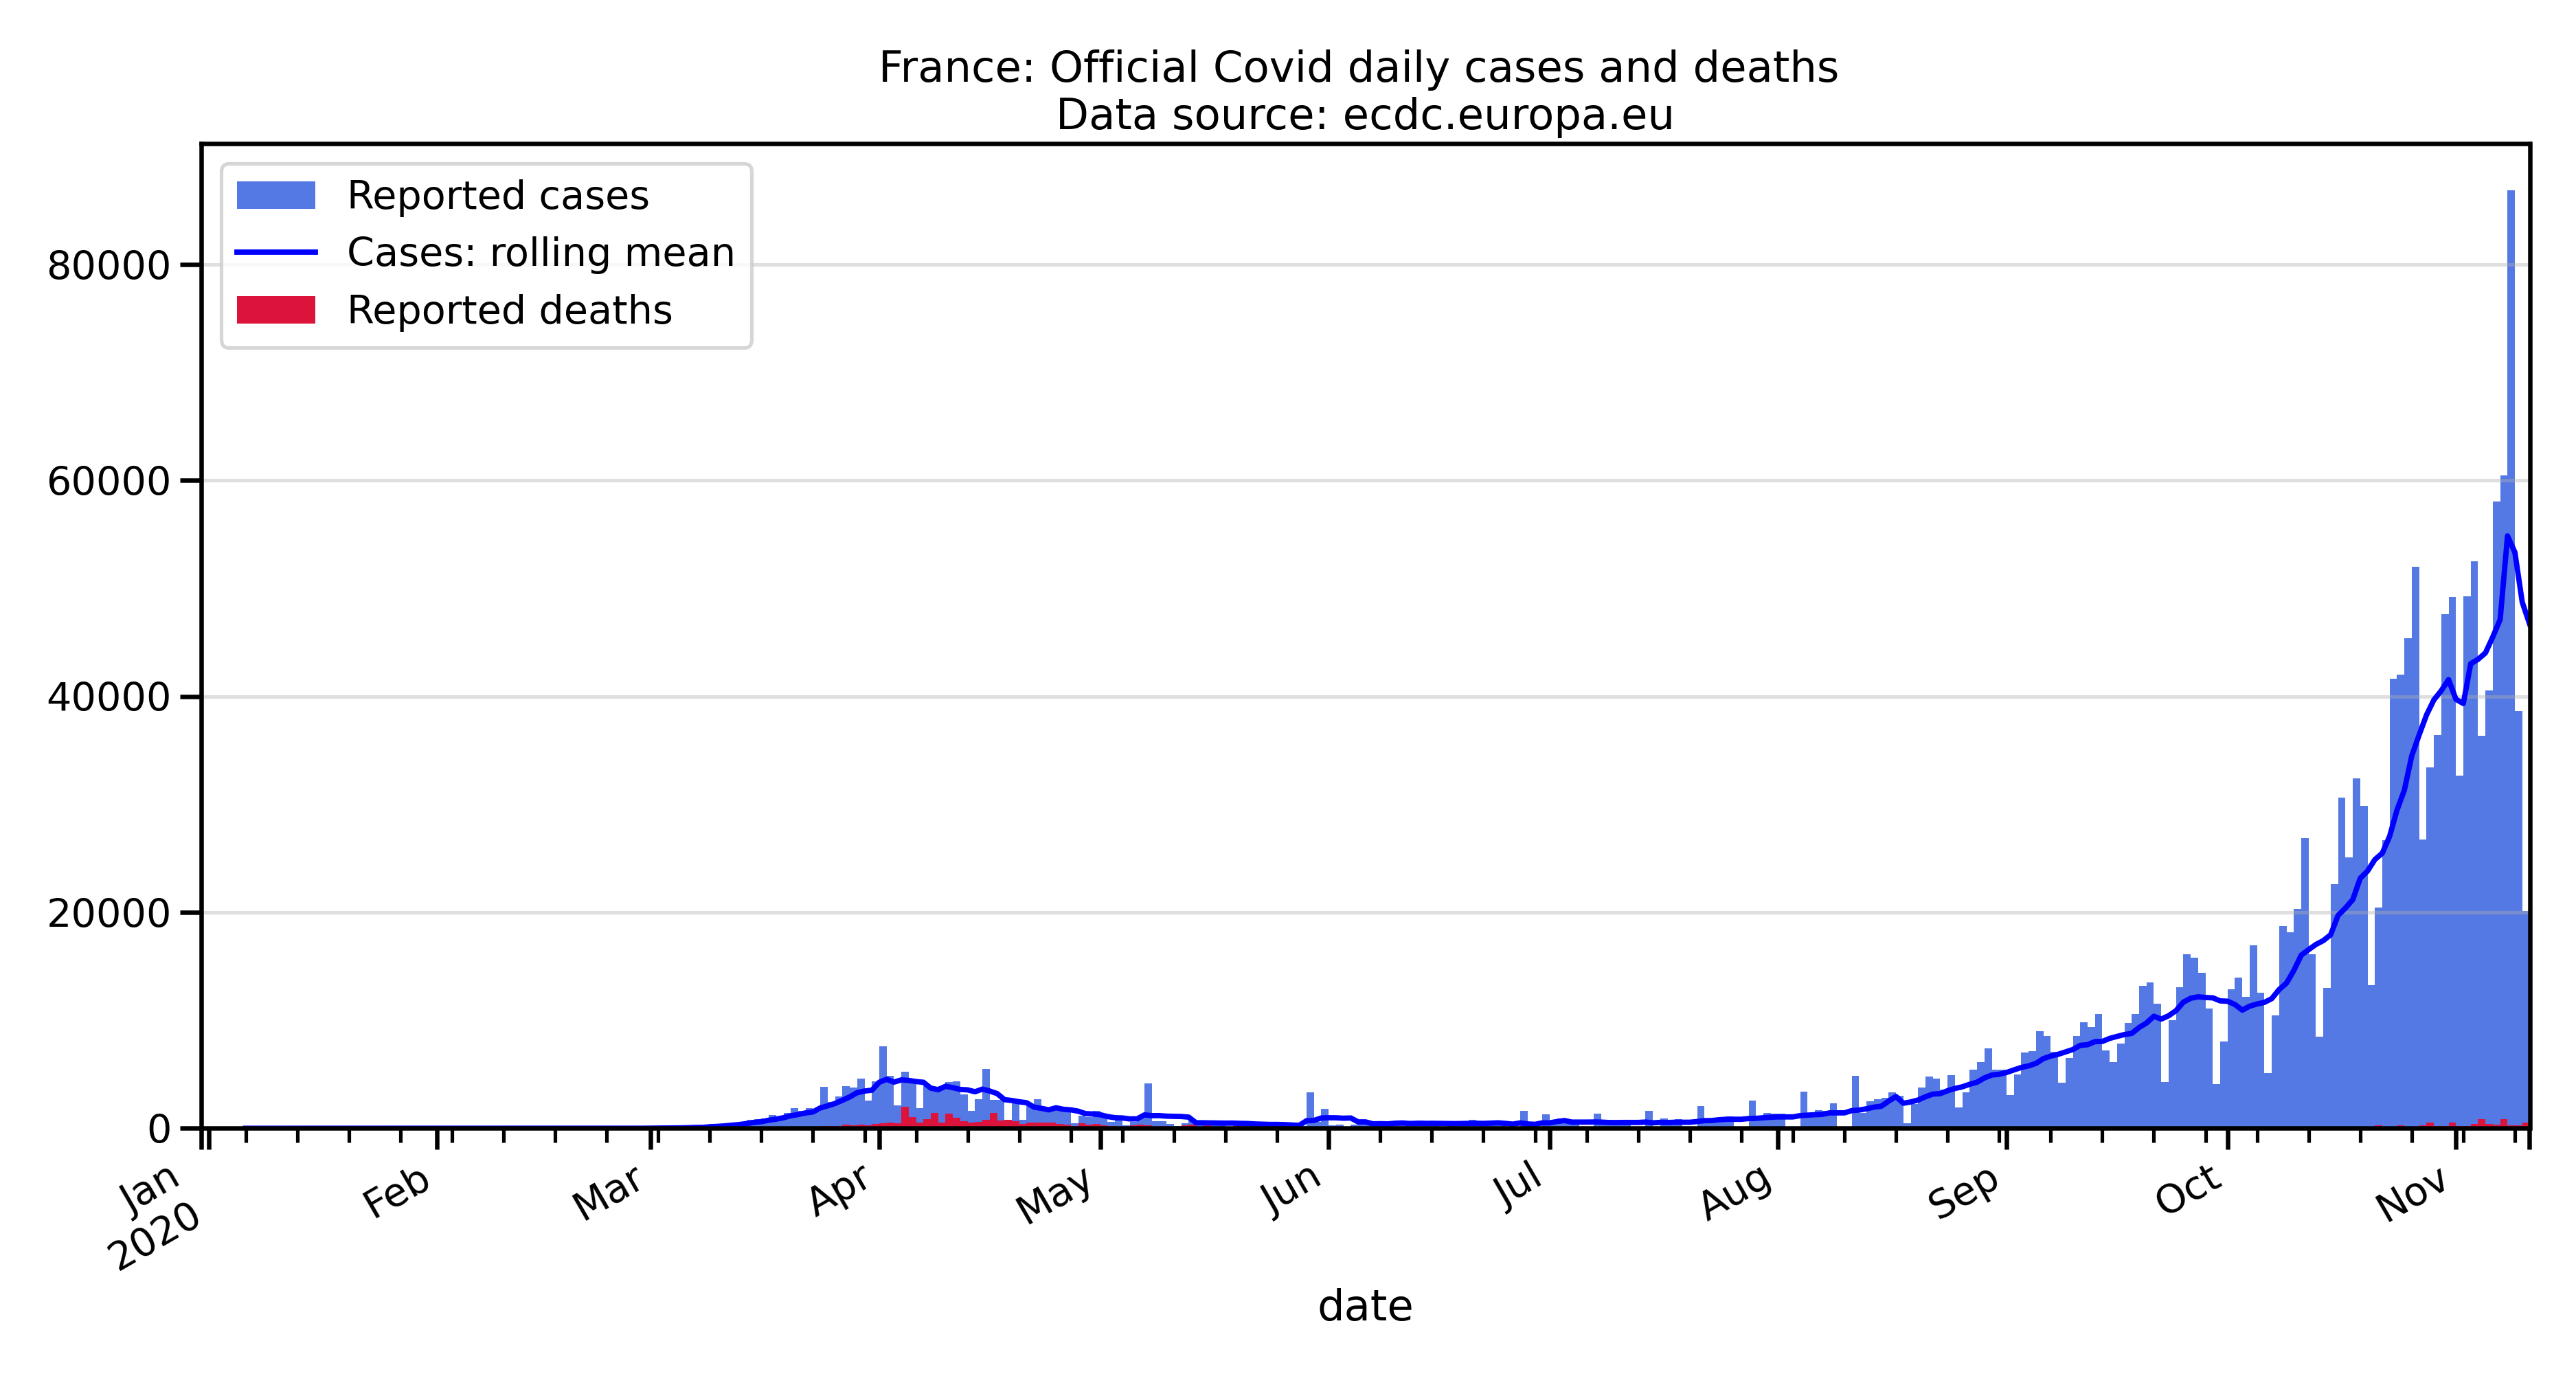 France: Official Covid daily cases and deaths
Data source: ecdc.europa.eu
Reported cases
Cases: rolling mean
Reported deaths
80000
60000
40000
20000
0
Jan
2020
Feb
Mar
Apr
May
Jun
Jul
Aug
Sep
Oct
Nov
date